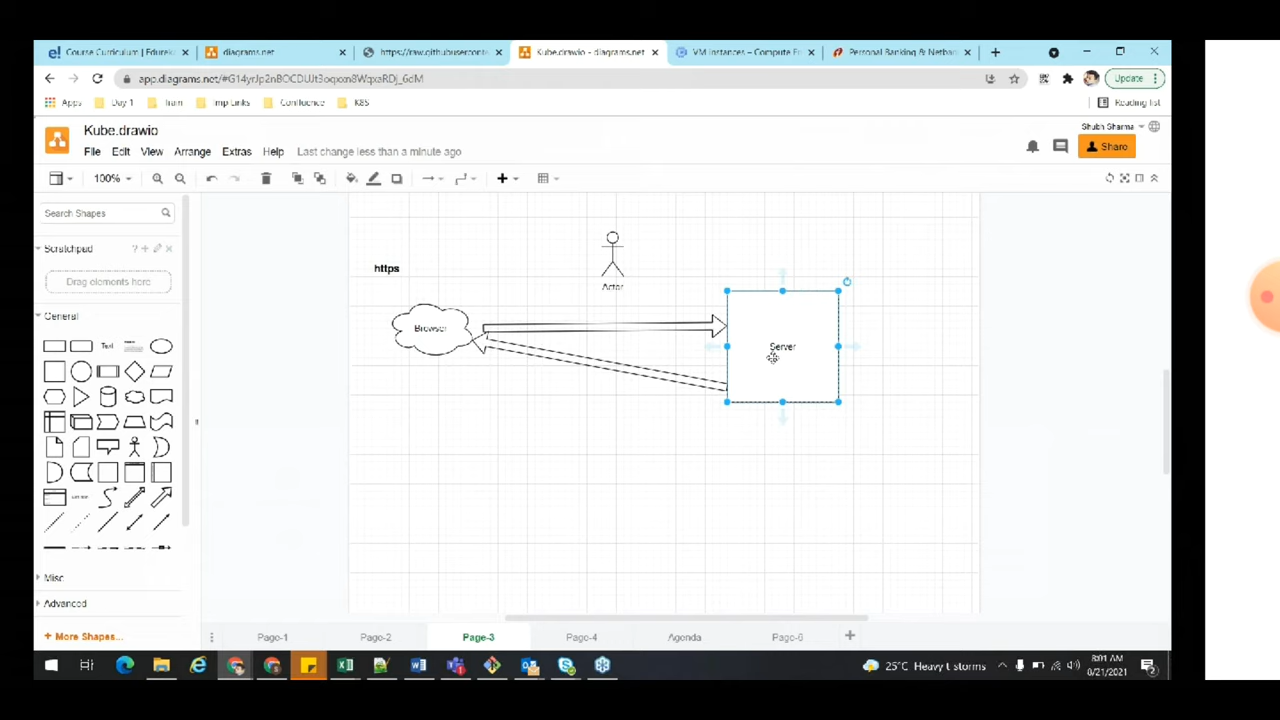 Course Curriculum | Edureka
diagrams.net
https://raw.githubuserconte
Kube.drawio - diagrams.net
VM instances – Compute E
Personal Banking & Netban
Kube.drawio
Apps
Day 1
Train
Imp Links
Confluence
K8S
Update
Reading list
Shubh Sharma
File
Edit
View
Arrange
Extras
Help
Last change less than a minute ago
Share
100%
Search Shapes
Scratchpad
Drag elements here
General
Text
Misc
Advanced
+ More Shapes...
https
Actor
Browser
Server
Page-1
Page-2
Page-3
Page-4
Agenda
Page-6
25°C Heavy t storms
8:01 AM
8/21/2021